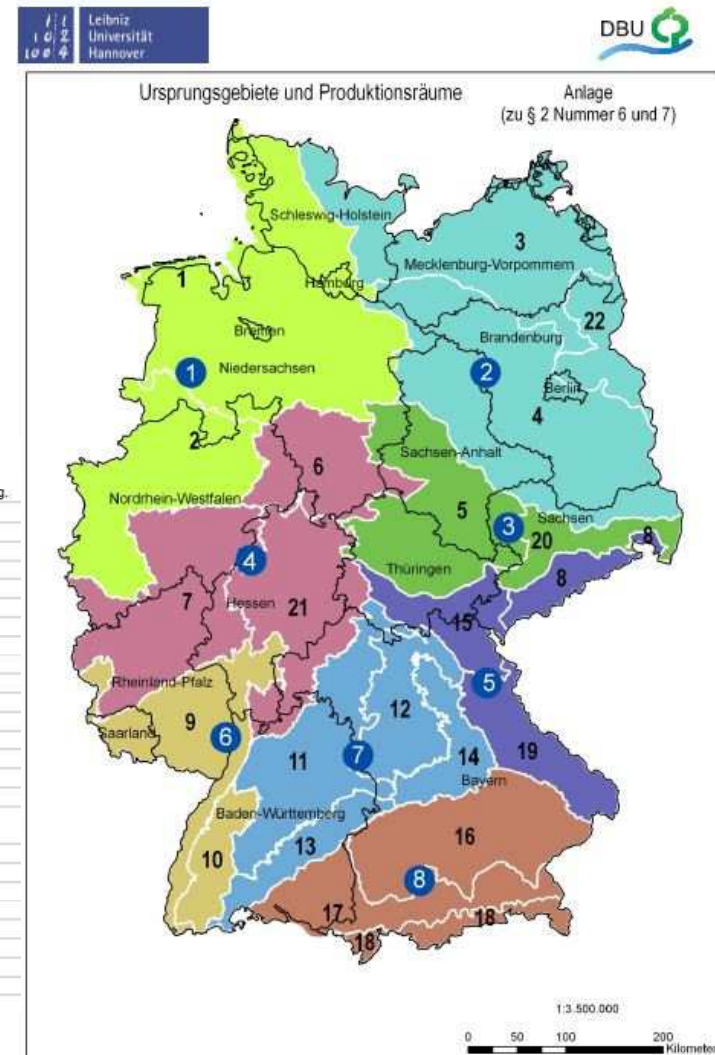 Leibniz
Universität
Hannover
DBU
Ursprungsgebiete und Produktionsräume
Anlage
(zu § 2 Nummer 6 und 7)
Schleswig-Holstein
3
Mecklenburg-Vorpommern
Hamburg
1
22
Bremen
Brandenburg
Niedersachsen
1
2
Berlin
4
2
Sachsen-Anhalt
6
g.
Nordrhein-Westfalen
5
3
Sachsen
20
8
4
Thüringen
8
7
Hessen
21
15
Rheinland-Pfalz
5
12
9
Saarland
6
7
11
14
19
Bayern
Baden-Württemberg
16
13
10
8
17
18
18
1:3.500.000
0 50 100 200
Kilometer